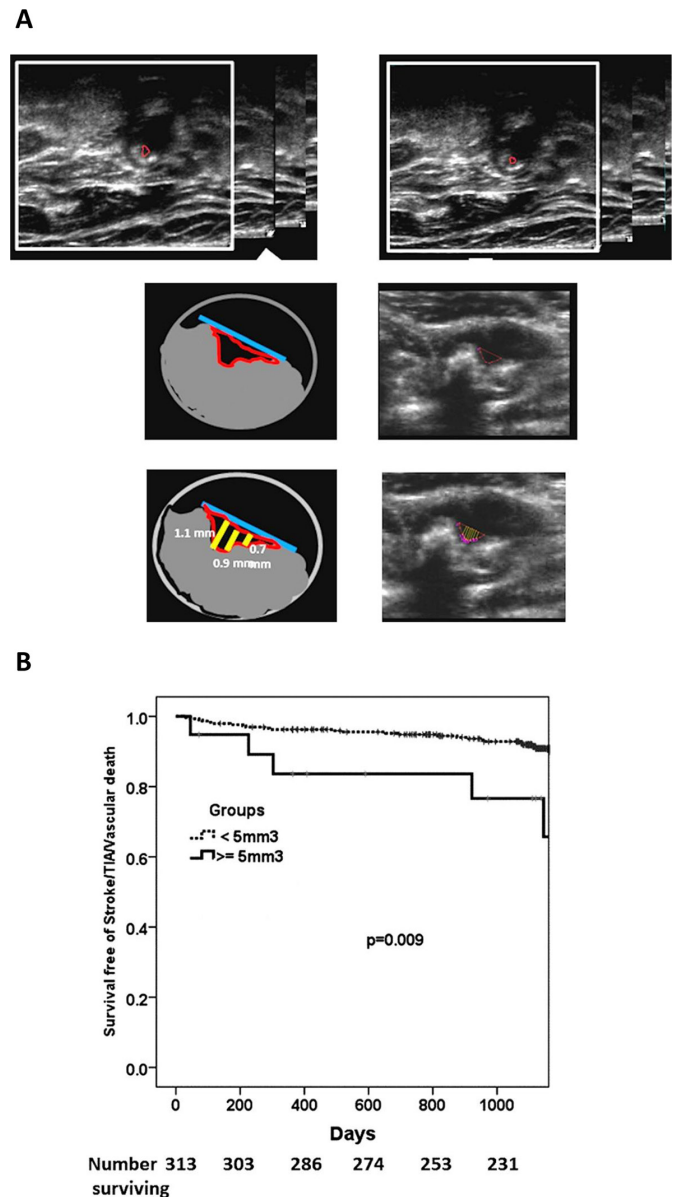 A
1.1 mm
0.7
0.9 mm
mm
B
Survival free of Stroke/TIA/Vascular death
1.0
0.8
0.6
0.4
0.2
0.0
Groups
< 5mm3
>= 5mm3
p=0.009
0 200 400 600 800 1000
Days
Number 313 303 286 274 253 231
surviving